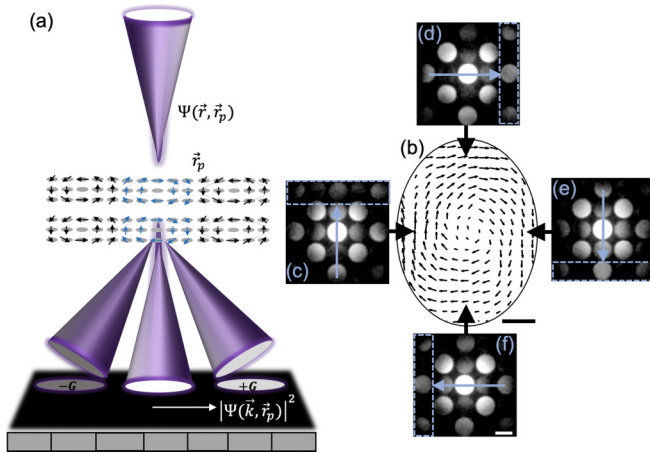 (a)
Ψ(r⃗, r⃗ₚ)
r⃗ₚ
−G
+G
|Ψ(k⃗, r⃗ₚ)|²
(d)
(b)
(e)
(c)
(f)